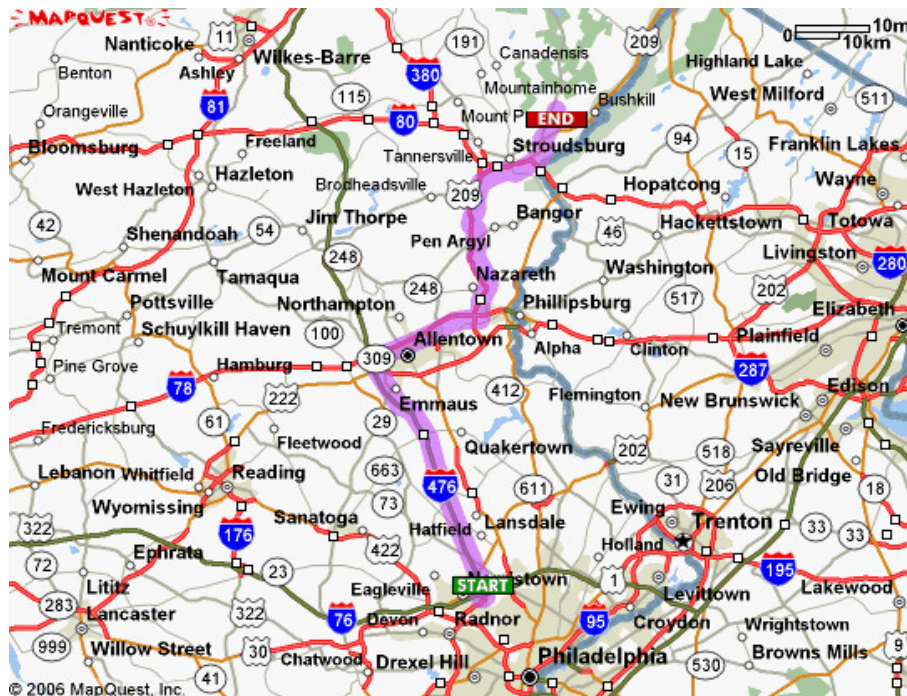 MAPQUEST
10m
10km
Nanticoke
11
Wilkes-Barre
Ashley
Benton
191
Canadensis
209
Highland Lake
Mountainhome
380
Bushkill
West Milford
511
81
115
Mount P
END
Orangeville
80
Stroudsburg
94
15
Franklin Lakes
Bloomsburg
Freeland
Tannersville
Hazleton
Brodheadsville
209
Hopatcong
Wayne
West Hazleton
Jim Thorpe
Bangor
Hackettstown
Totowa
42
Shenandoah
54
Pen Argyl
46
Livingston
280
Mount Carmel
248
Tamaqua
Nazareth
Washington
202
Pottsville
Northampton
248
517
Elizabeth
Tremont
Schuylkill Haven
100
Phillipsburg
Plainfield
Allentown
Alpha
Clinton
Pine Grove
Hamburg
309
287
78
222
Emmaus
412
Flemington
New Brunswick
Edison
61
29
Fredericksburg
Fleetwood
Quakertown
202
518
Sayreville
Lebanon
Whitfield
Reading
663
476
31
206
Old Bridge
18
Wyomissing
73
611
Ewing
Trenton
322
Sanatoga
Lansdale
33
33
176
Hatfield
Holland
Ephrata
422
72
23
Eagleville
START
stown
1
195
Lititz
Levittown
Lakewood
283
322
76
Devon
Radnor
95
Croydon
Lancaster
Wrightstown
9
999
Willow Street
30
Chatwood
Drexel Hill
Philadelphia
530
Browns Mills
41
© 2006 MapQuest, Inc.